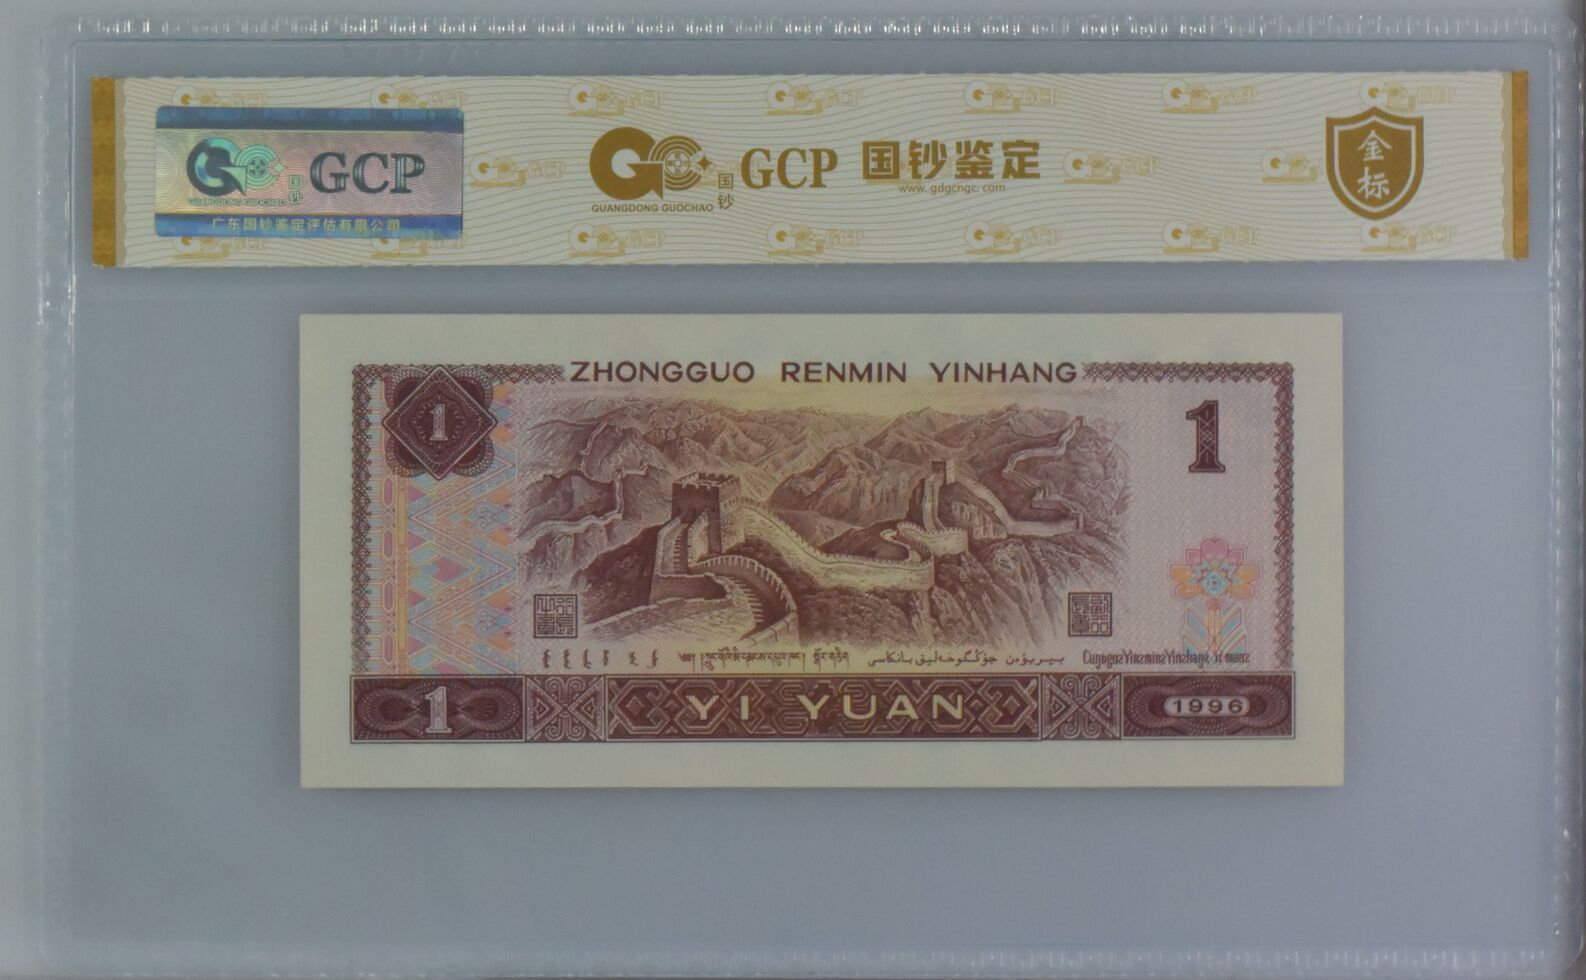 GCP
国钞
GUANGDONG GUOCHAO
广东国钞鉴定评估有限公司
GCP 国钞鉴定
国钞
GUANGDONG GUOCHAO
www.gdgcngc.com
金标
ZHONGGUO RENMIN YINHANG
1
1
1
YI YUAN
1996